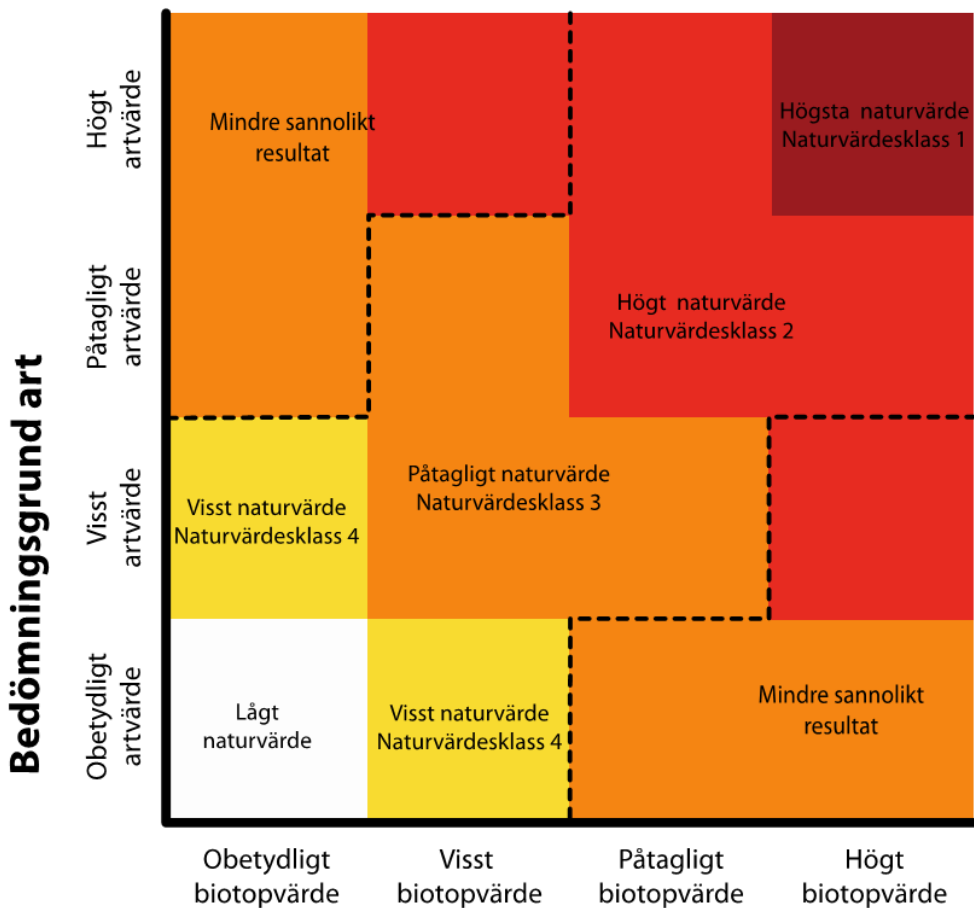 Bedömningsgrund art
Högt
artvärde
Påtagligt
artvärde
Visst
artvärde
Obetydligt
artvärde
Mindre sannolikt
resultat
Högsta naturvärde
Naturvärdesklass 1
Högt naturvärde
Naturvärdesklass 2
Påtagligt naturvärde
Naturvärdesklass 3
Visst naturvärde
Naturvärdesklass 4
Lågt
naturvärde
Visst naturvärde
Naturvärdesklass 4
Mindre sannolikt
resultat
Obetydligt
biotopvärde
Visst
biotopvärde
Påtagligt
biotopvärde
Högt
biotopvärde